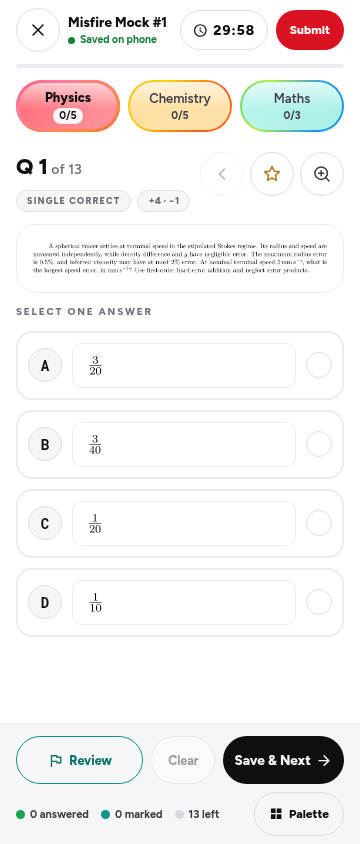 Misfire Mock #1
Saved on phone
29:58
Submit
Physics
0/5
Chemistry
0/5
Maths
0/3
Q 1 of 13
SINGLE CORRECT
+4 · −1
A spherical tracer settles at terminal speed in the stipulated Stokes regime. Its radius and speed are
measured independently, while density difference and g have negligible error. The maximum radius error
is 0.5%, and inferred viscosity may have at most 2% error. At nominal terminal speed 5 mm s⁻¹, what is
the largest speed error, in mm s⁻¹? Use first-order hard-error addition and neglect error products.
SELECT ONE ANSWER
A
3/20
B
3/40
C
1/20
D
1/10
Review
Clear
Save & Next →
0 answered
0 marked
13 left
Palette